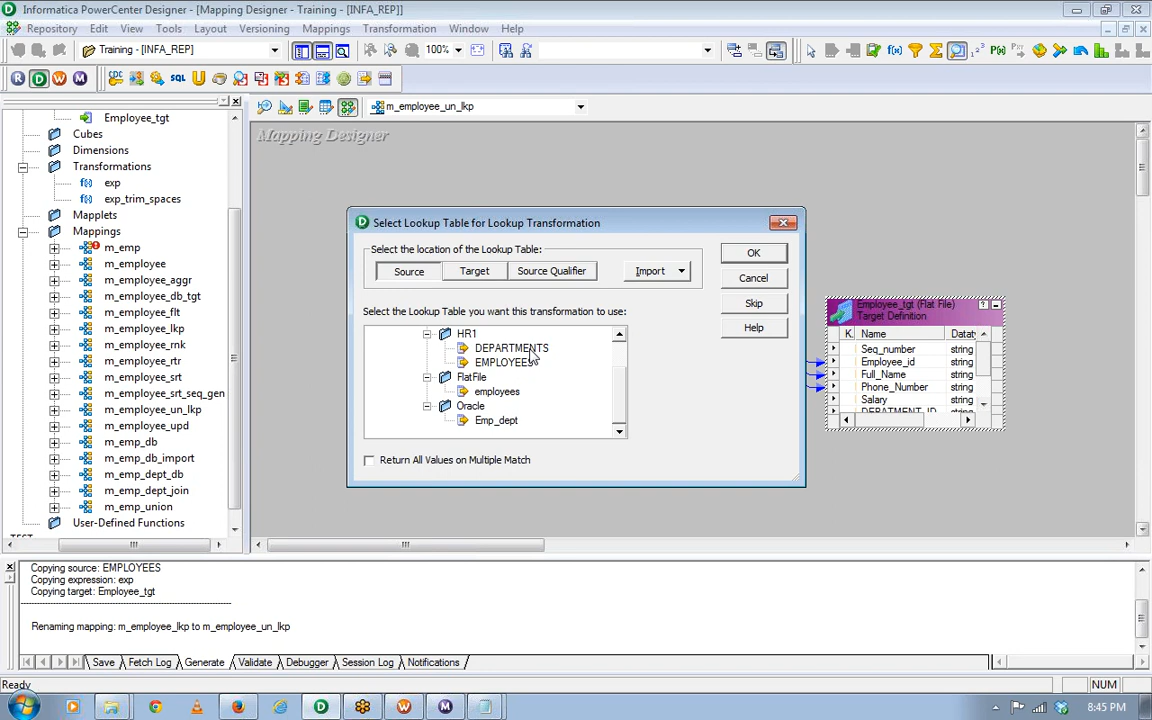 Informatica PowerCenter Designer - [Mapping Designer - Training - [INFA_REP]]
Repository Edit View Tools Layout Versioning Mappings Transformation Window Help
Training - [INFA_REP] 100%
R D W M CDC SQL
m_employee_un_lkp
Mapping Designer
Employee_tgt
Cubes
Dimensions
Transformations
exp
exp_trim_spaces
Mapplets
Mappings
m_emp
m_employee
m_employee_aggr
m_employee_db_tgt
m_employee_flt
m_employee_lkp
m_employee_rnk
m_employee_rtr
m_employee_srt
m_employee_srt_seq_gen
m_employee_un_lkp
m_employee_upd
m_emp_db
m_emp_db_import
m_emp_dept_db
m_emp_dept_join
m_emp_union
User-Defined Functions
Select Lookup Table for Lookup Transformation
Select the location of the Lookup Table:
Source Target Source Qualifier Import
OK
Cancel
Skip
Help
Select the Lookup Table you want this transformation to use:
HR1
DEPARTMENTS
EMPLOYEES
FlatFile
employees
Oracle
Emp_dept
Return All Values on Multiple Match
Employee_tgt (Flat File)
Target Definition
K. Name Dataty
Seq_number string
Employee_id string
Full_Name string
Phone_Number string
Salary string
DEPATMENT_ID string
Copying source: EMPLOYEES
Copying expression: exp
Copying target: Employee_tgt
Renaming mapping: m_employee_lkp to m_employee_un_lkp
Save Fetch Log Generate Validate Debugger Session Log Notifications
Ready NUM
8:45 PM